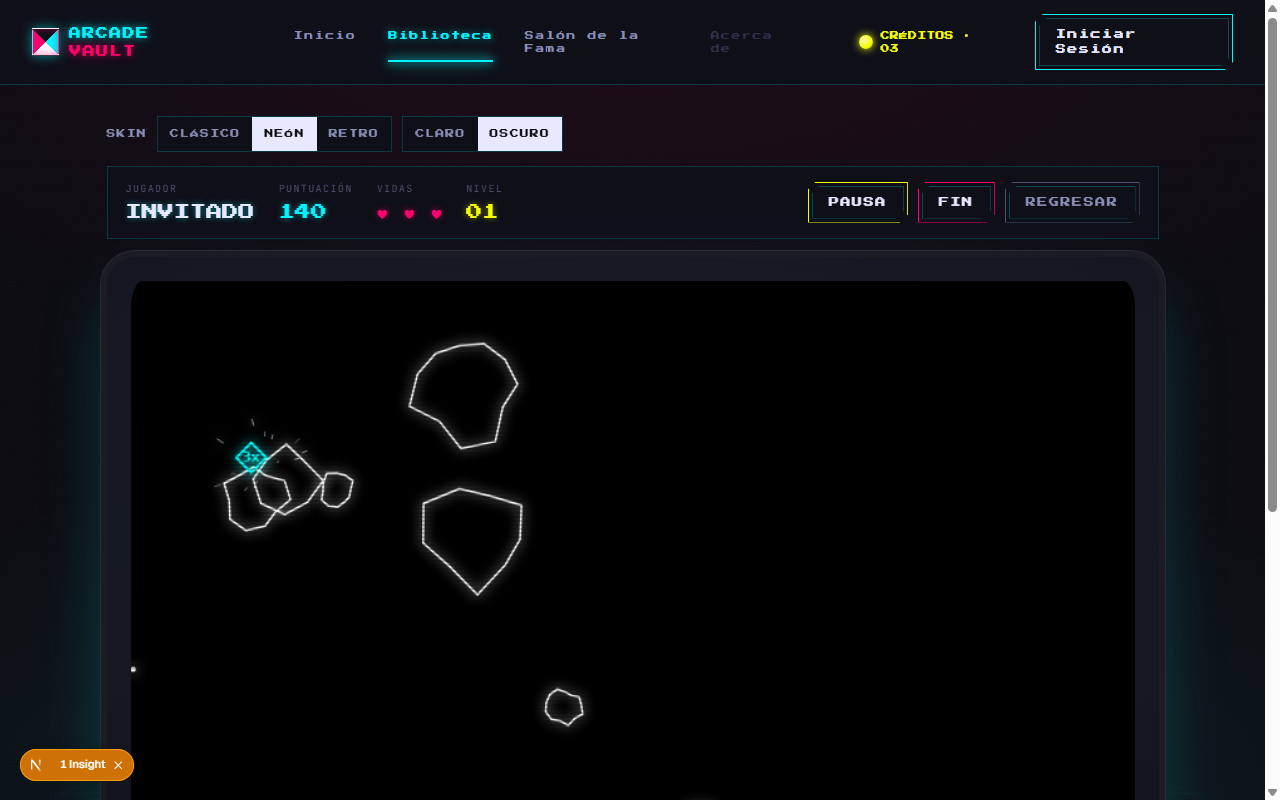 ARCADE
VAULT
Inicio
Biblioteca
Salón de la
Fama
Acerca
de
CRéDITOS ·
03
Iniciar
Sesión
SKIN
CLáSICO
NEóN
RETRO
CLARO
OSCURO
JUGADOR
INVITADO
PUNTUACIÓN
140
VIDAS
♥ ♥ ♥
NIVEL
01
PAUSA
FIN
REGRESAR
3x
N
1 Insight ×